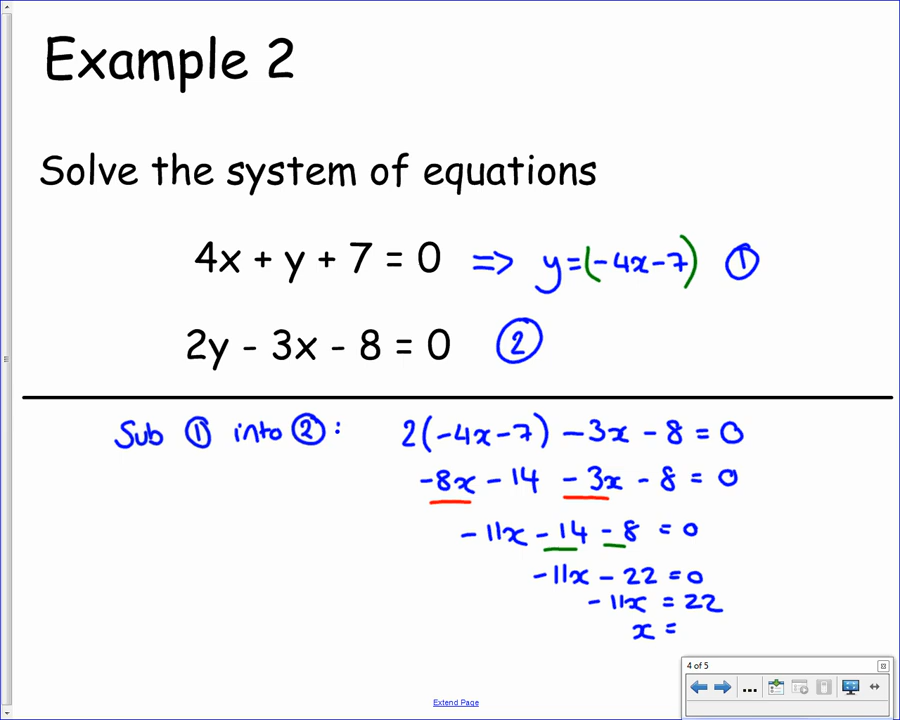 Example 2
Solve the system of equations
4x + y + 7 = 0 => y = (-4x - 7) ①
2y - 3x - 8 = 0 ②
Sub ① into ②: 2(-4x - 7) - 3x - 8 = 0
-8x - 14 - 3x - 8 = 0
-11x - 14 - 8 = 0
-11x - 22 = 0
-11x = 22
x =
4 of 5
Extend Page